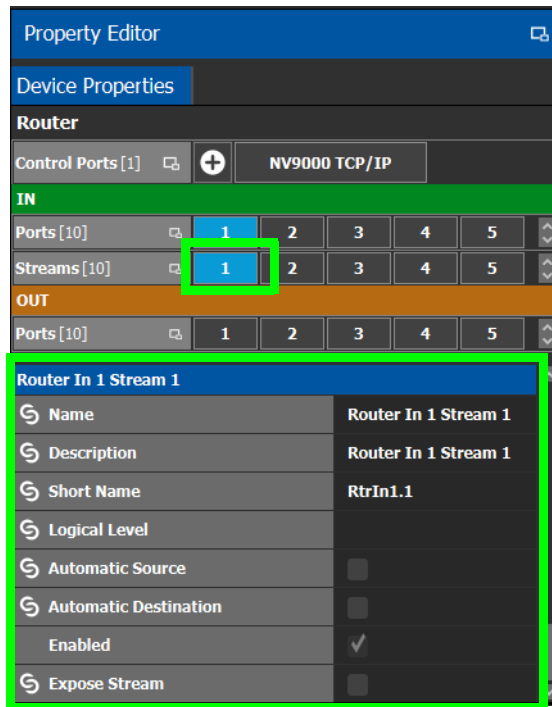 Property Editor
Device Properties
Router
Control Ports [1] NV9000 TCP/IP
IN
Ports [10] 1 2 3 4 5
Streams [10] 1 2 3 4 5
OUT
Ports [10] 1 2 3 4 5
Router In 1 Stream 1
Name Router In 1 Stream 1
Description Router In 1 Stream 1
Short Name RtrIn1.1
Logical Level
Automatic Source
Automatic Destination
Enabled
Expose Stream